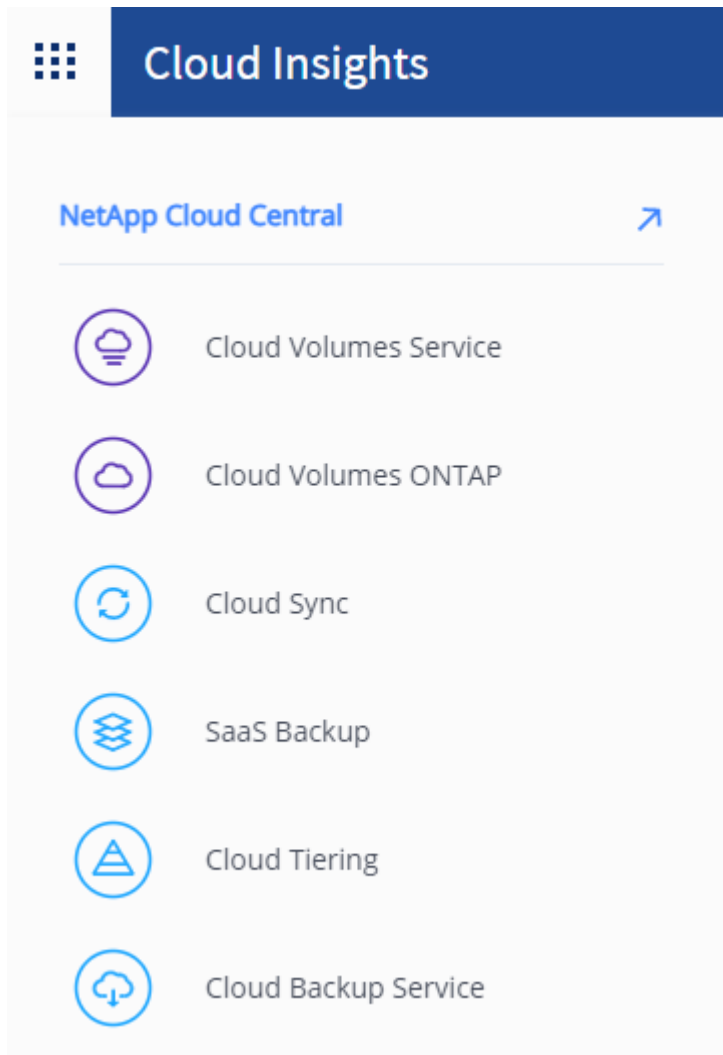 Cloud Insights
NetApp Cloud Central
Cloud Volumes Service
Cloud Volumes ONTAP
Cloud Sync
SaaS Backup
Cloud Tiering
Cloud Backup Service